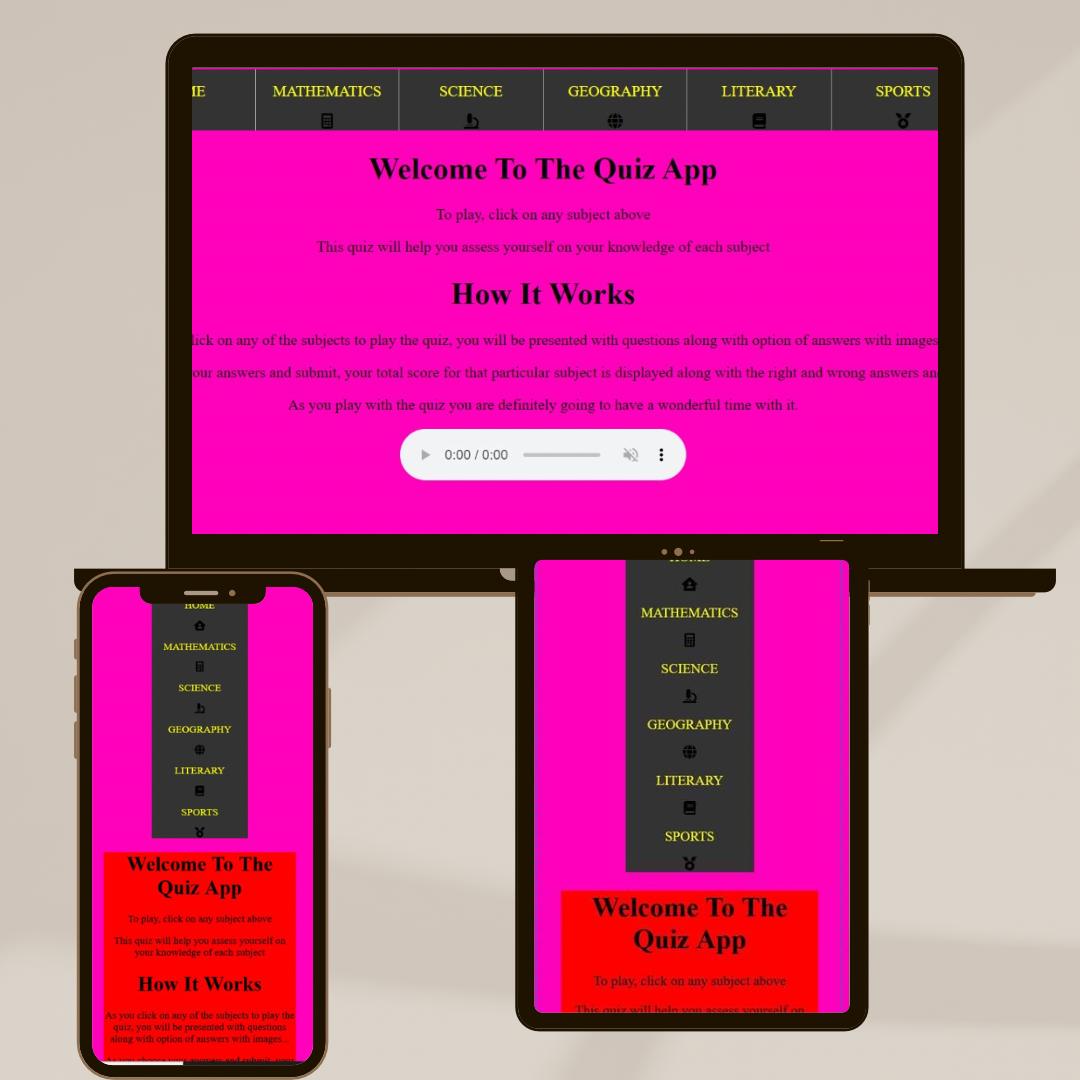 ME
MATHEMATICS
SCIENCE
GEOGRAPHY
LITERARY
SPORTS
Welcome To The Quiz App
To play, click on any subject above
This quiz will help you assess yourself on your knowledge of each subject
How It Works
lick on any of the subjects to play the quiz, you will be presented with questions along with option of answers with images
our answers and submit, your total score for that particular subject is displayed along with the right and wrong answers an
As you play with the quiz you are definitely going to have a wonderful time with it.
0:00 / 0:00
HOME
MATHEMATICS
SCIENCE
GEOGRAPHY
LITERARY
SPORTS
Welcome To The
Quiz App
To play, click on any subject above
This quiz will help you assess yourself on
your knowledge of each subject
How It Works
As you click on any of the subjects to play the
quiz, you will be presented with questions
along with option of answers with images...
As you choose your answers and submit, your
HOME
MATHEMATICS
SCIENCE
GEOGRAPHY
LITERARY
SPORTS
Welcome To The
Quiz App
To play, click on any subject above
This quiz will help you assess yourself on